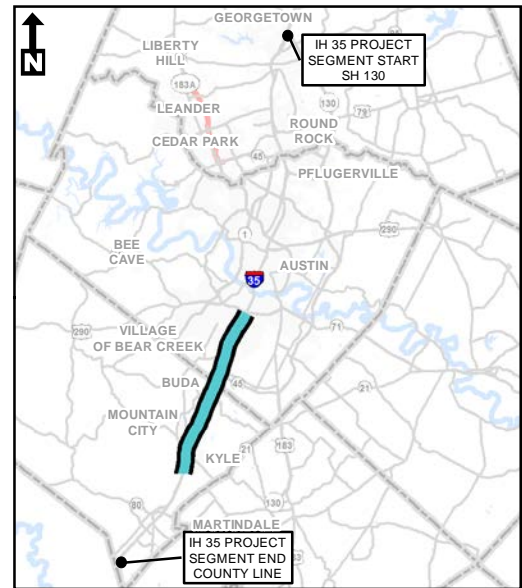 GEORGETOWN
IH 35 PROJECT
SEGMENT START
SH 130
N
LIBERTY
HILL
183A
LEANDER
130
79
ROUND
ROCK
CEDAR PARK
45
PFLUGERVILLE
1
290
BEE
CAVE
AUSTIN
35
71
290
VILLAGE
OF BEAR CREEK
BUDA
45
21
MOUNTAIN
CITY
KYLE
21
183
80
130
MARTINDALE
IH 35 PROJECT
SEGMENT END
COUNTY LINE